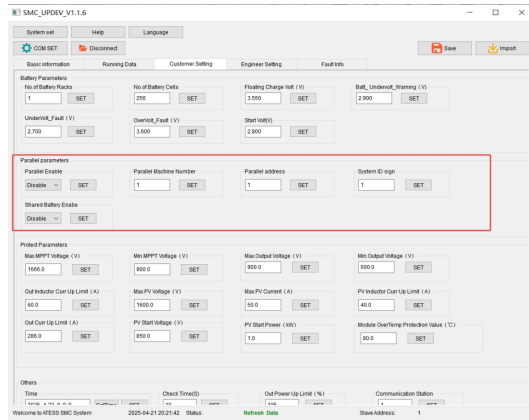 SMC_UPDEV_V1.1.6
System set Help Language
COM SET Disconnect Save Import
Basic information Running Data Customer Setting Engineer Setting Fault Info
Battery Parameters
No.of Battery Racks No.of Battery Cells Floating Charge Volt (V) Batt_ Undervolt_Warning (V)
1 SET 256 SET 3.550 SET 2.900 SET
UnderVolt_Fault (V) OverVolt_Fault (V) Start Volt(V)
2.700 SET 3.600 SET 2.800 SET
Parallel parameters
Parallel Enable Parallel Machine Number Parallel address System ID sign
Disable SET 1 SET 1 SET 1 SET
Shared Battery Enabe
Disable SET
Protect Parameters
Max.MPPT Voltage (V) Min.MPPT Voltage (V) Max.Output Voltage (V) Min.Output Voltage (V)
1666.0 SET 900.0 SET 900.0 SET 600.0 SET
Out Inductor Curr Up Limit (A) Max.PV Voltage (V) Max.PV Current (A) PV Inductor Curr Up Limit (A)
60.0 SET 1600.0 SET 50.0 SET 40.0 SET
Out Curr Up Limit (A) PV Start Voltage (V) PV Start Power (kW) Module OverTemp Protection Value (℃)
286.0 SET 850.0 SET 1.0 SET 80.0 SET
Others
Time Check Time(S) Out Power Up Limit (%) Communication Station
GetTime SET 10 SET SET 1 SET
Welcome to ATESS SMC System 2025-04-21 20:21:42 Status: Refresh Data Slave Address: 1